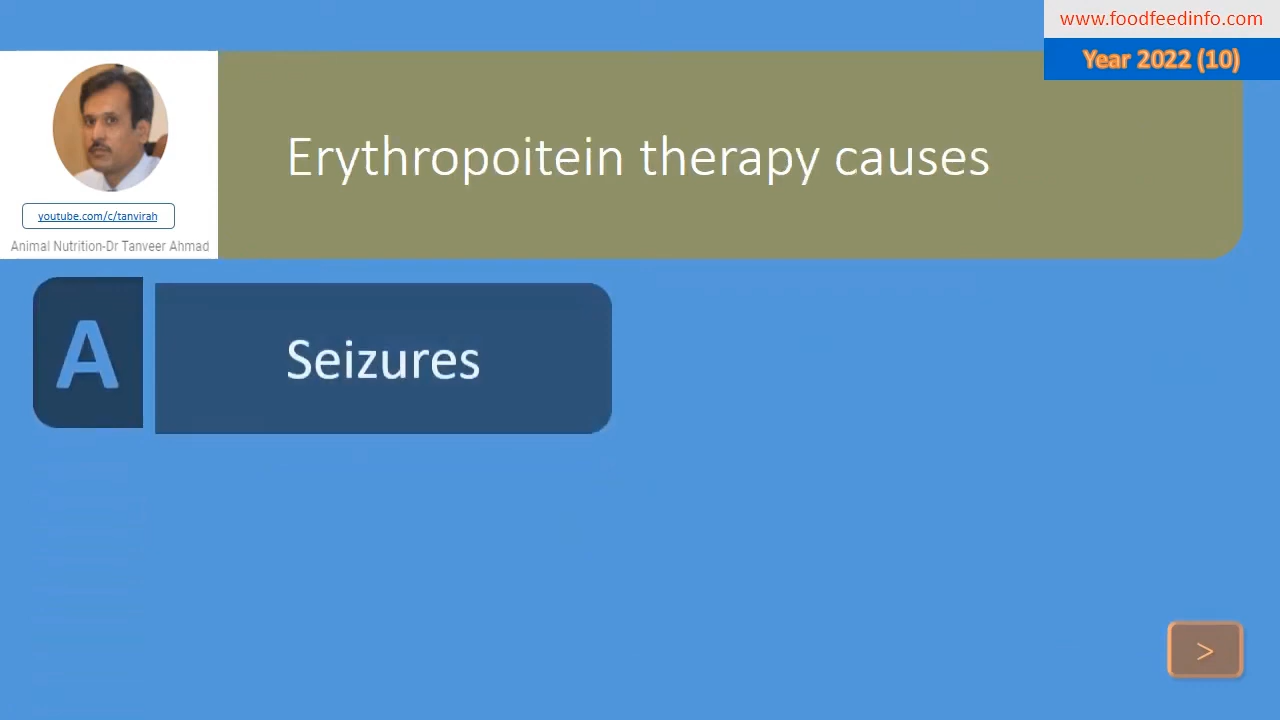 www.foodfeedinfo.com
Year 2022 (10)
Erythropoitein therapy causes
youtube.com/c/tanvirah
Animal Nutrition-Dr Tanveer Ahmad
A
Seizures
>